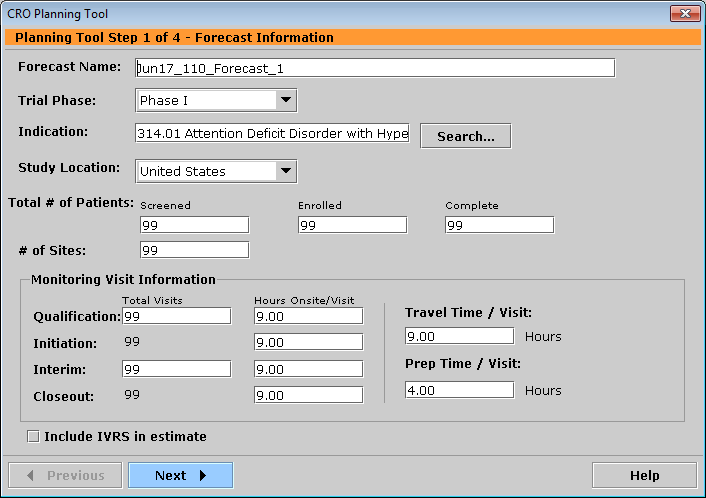 CRO Planning Tool
Planning Tool Step 1 of 4 - Forecast Information
Forecast Name: Jun17_110_Forecast_1
Trial Phase: Phase I
Indication: 314.01 Attention Deficit Disorder with Hype Search...
Study Location: United States
Total # of Patients: Screened Enrolled Complete
99 99 99
# of Sites: 99
Monitoring Visit Information
Total Visits Hours Onsite/Visit
Qualification: 99 9.00
Initiation: 99 9.00
Interim: 99 9.00
Closeout: 99 9.00
Travel Time / Visit:
9.00 Hours
Prep Time / Visit:
4.00 Hours
Include IVRS in estimate
Previous Next Help